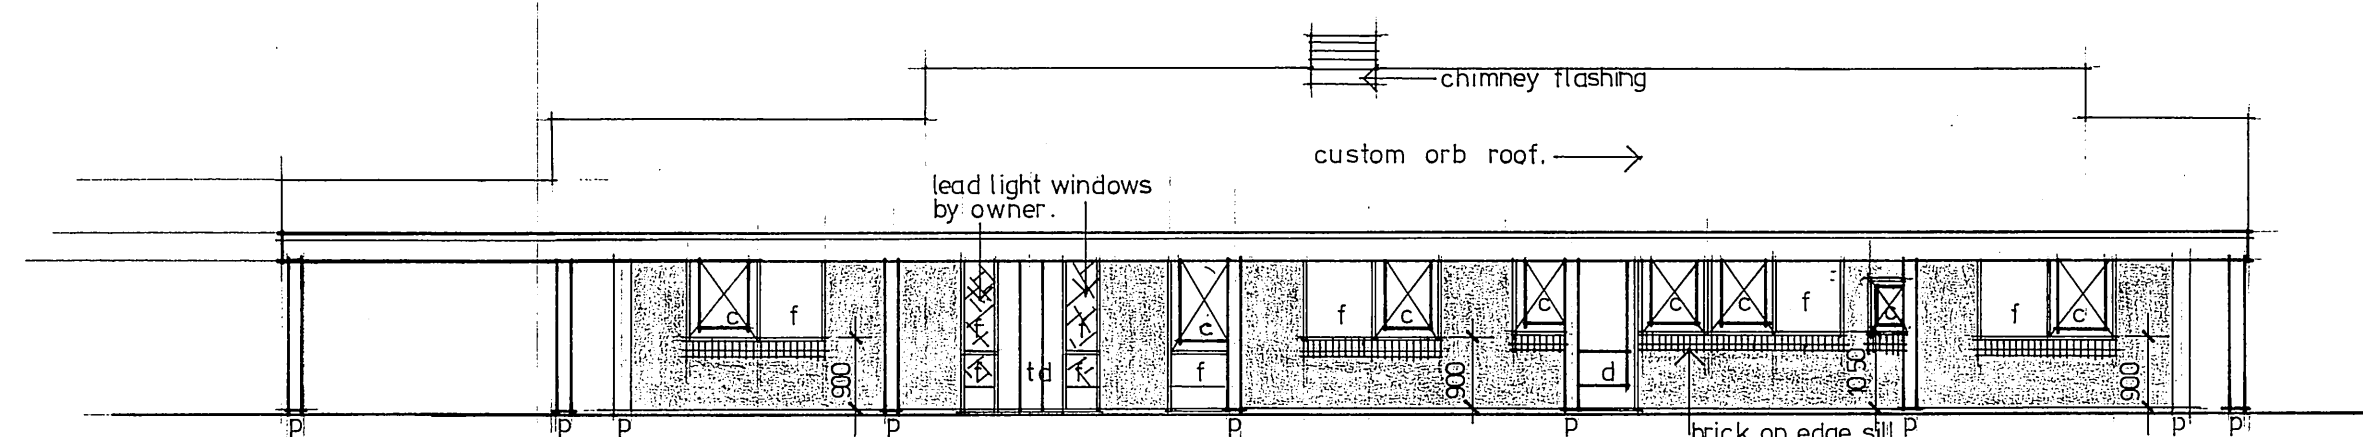 chimney flashing
custom orb roof.
lead light windows
by owner.
c f f f c f c c c c f c f c
f td f f d
900 900 1050 900
brick on edge sill
p p p p p p p p p